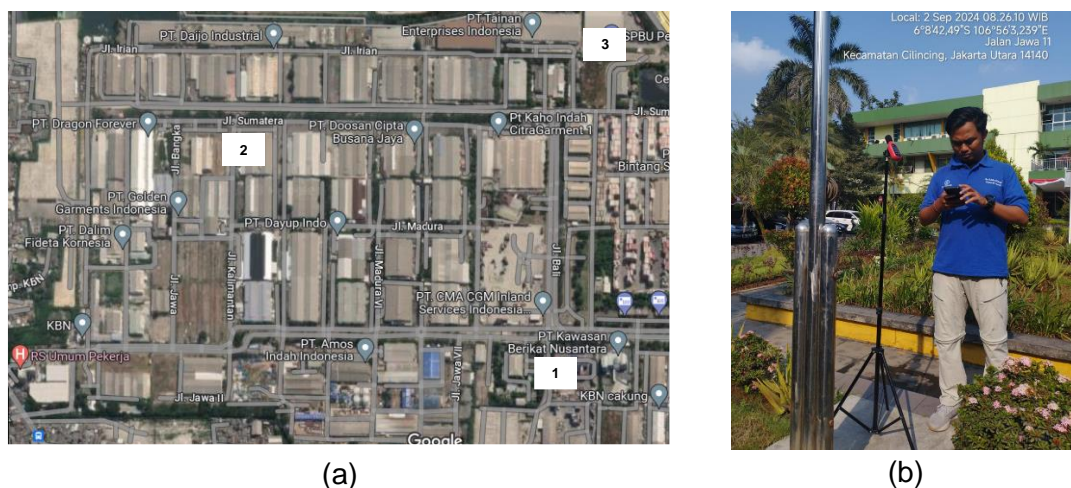 PT Tainan
Enterprises Indonesia
PT. Daijo Industrial
Jl. Irian
Jl. Irian
3
SPBU Pe
Ce
Jl. Sumatera
Jl. Sum
PT. Dragon Forever
PT. Doosan Cipta
Busana Jaya
Pt Kaho Indah
CitraGarment 1
Jl. Bangka
2
P
Bintang S
PT. Golden
Garments Indonesia
PT. Dayup Indo
Jl. Madura
PT. Dalim
Fideta Kornesia
Jl. Jawa
Jl. Kalimantan
Jl. Madura VI
Jl. Bali
mp. KBN
PT. CMA CGM Inland
Services Indonesia...
KBN
PT. Amos
Indah Indonesia
PT Kawasan
Berikat Nusantara
H
RS Umum Pekerja
1
Jl. Jawa II
Jl. Jawa VII
KBN cakung
Google
(a)
Local: 2 Sep 2024 08.26.10 WIB
6°8'42,49"S 106°56'3,239"E
Jalan Jawa 11
Kecamatan Cilincing, Jakarta Utara 14140
(b)